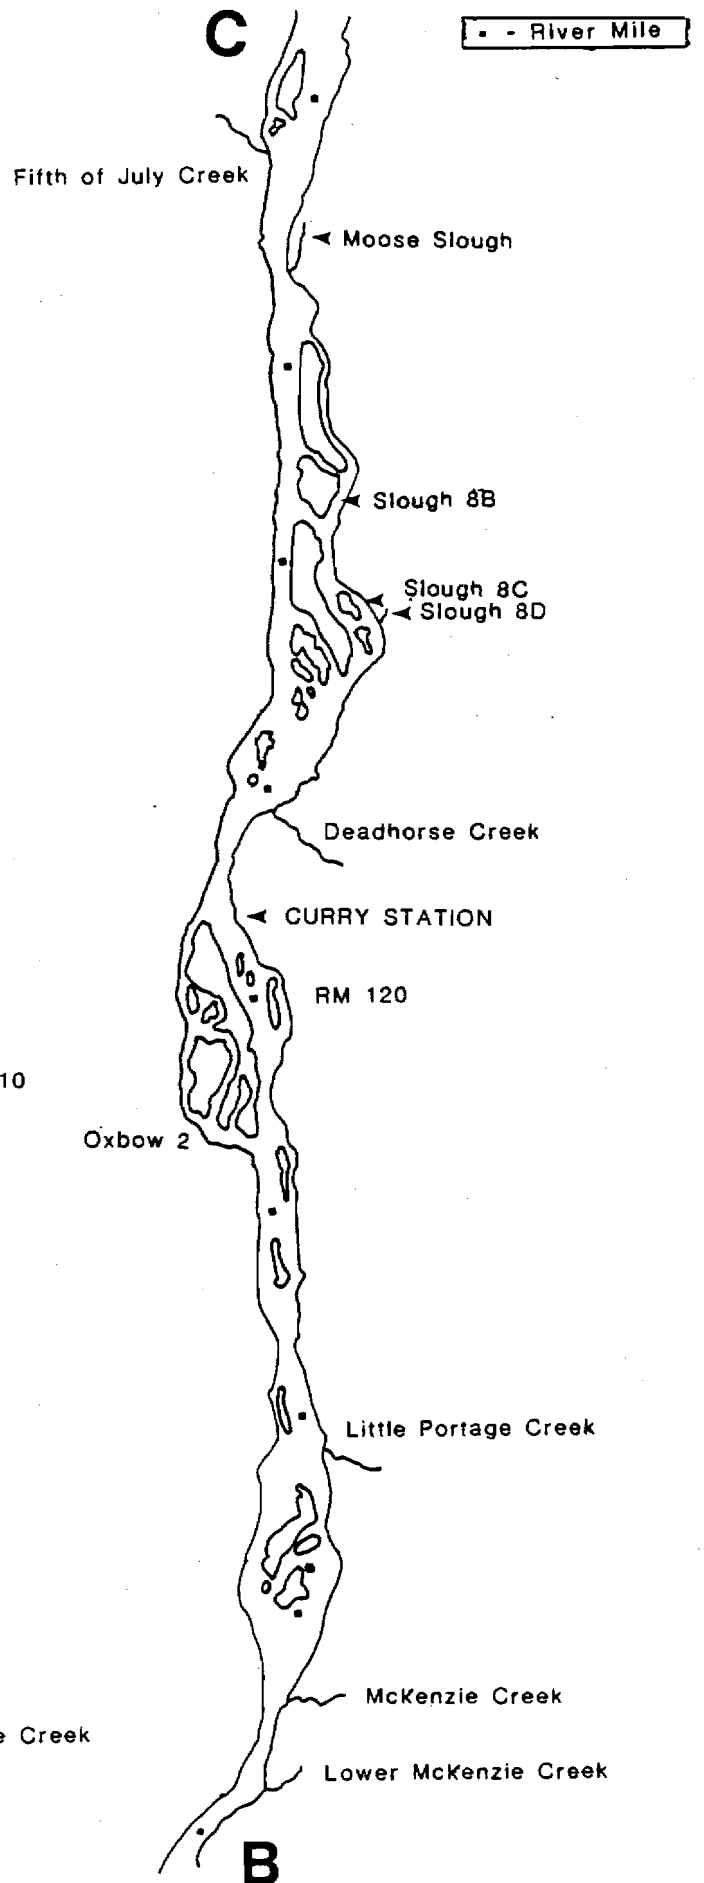 C
▪ - River Mile
Fifth of July Creek
Moose Slough
Slough 8B
Slough 8C
Slough 8D
Deadhorse Creek
CURRY STATION
RM 120
10
Oxbow 2
Little Portage Creek
McKenzie Creek
e Creek
Lower McKenzie Creek
B